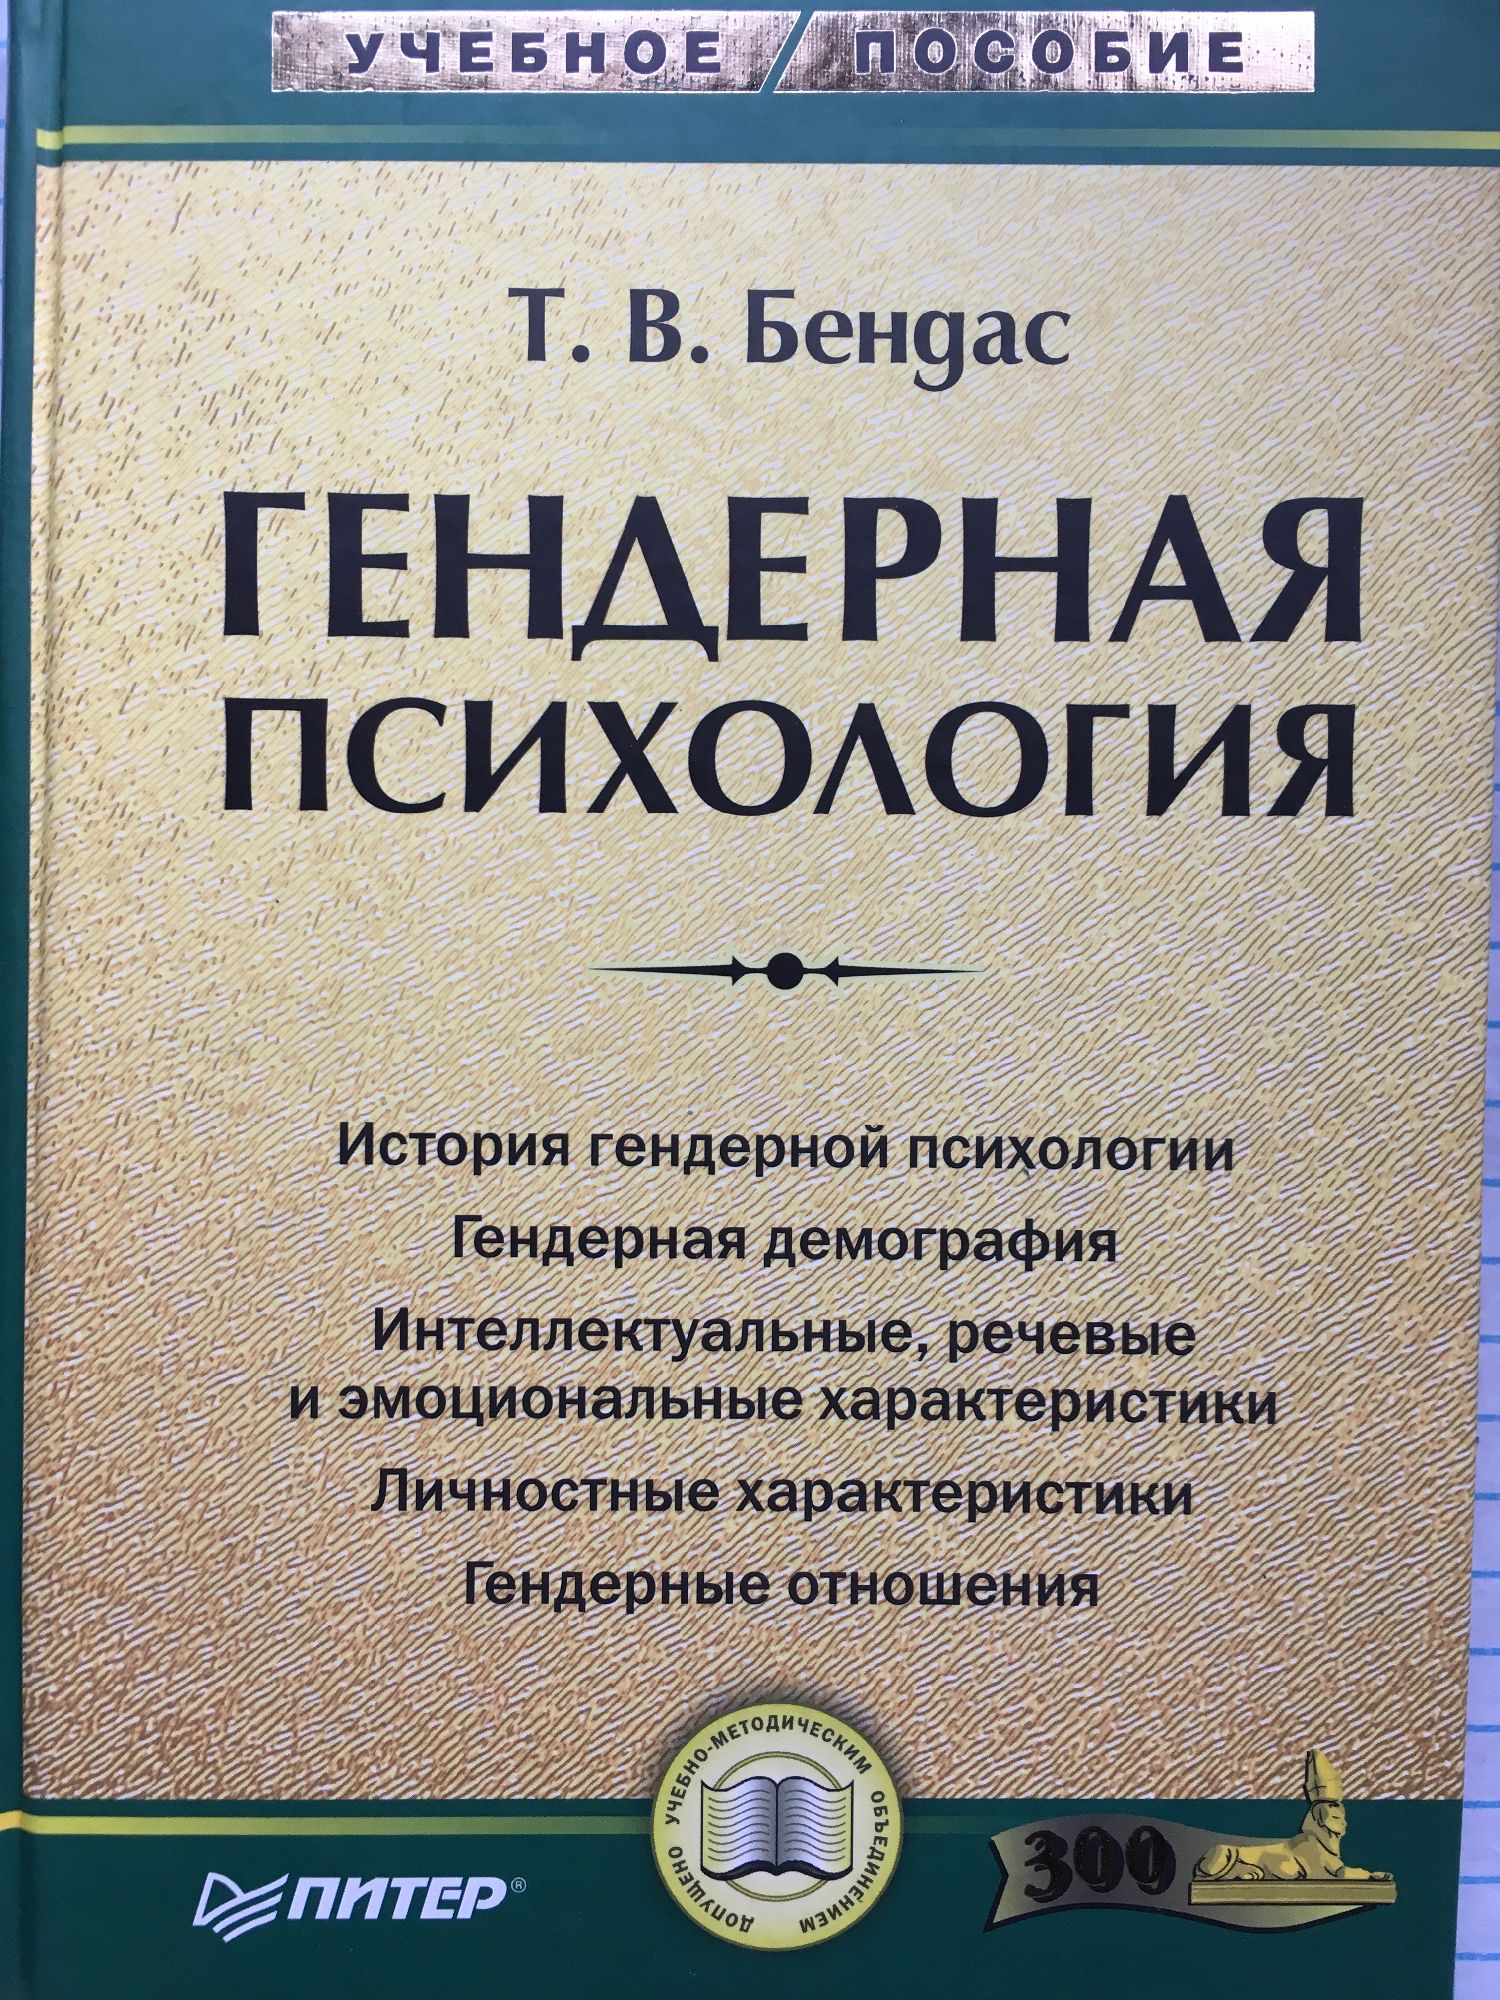 УЧЕБНОЕ / ПОСОБИЕ
Т. В. Бендас
ГЕНДЕРНАЯ
ПСИХОЛОГИЯ
История гендерной психологии
Гендерная демография
Интеллектуальные, речевые
и эмоциональные характеристики
Личностные характеристики
Гендерные отношения
ДОПУЩЕНО УЧЕБНО-МЕТОДИЧЕСКИМ ОБЪЕДИНЕНИЕМ
ПИТЕР®
300